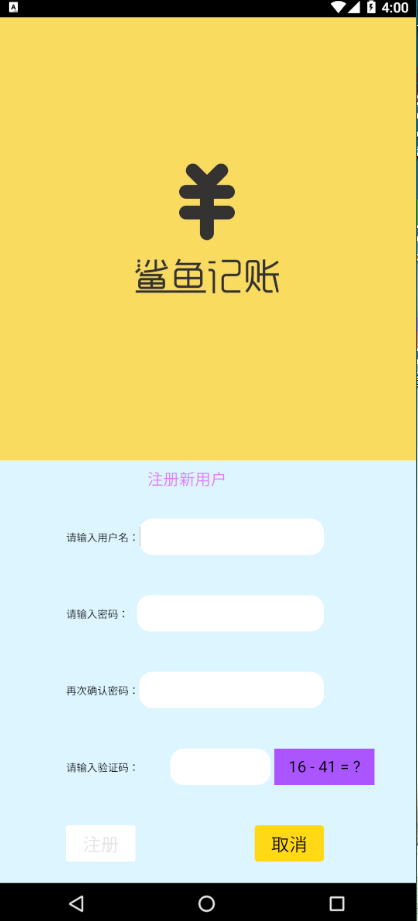 A
4:00
鲨鱼记账
注册新用户
请输入用户名：
请输入密码：
再次确认密码：
请输入验证码：
16 - 41 = ?
注册
取消